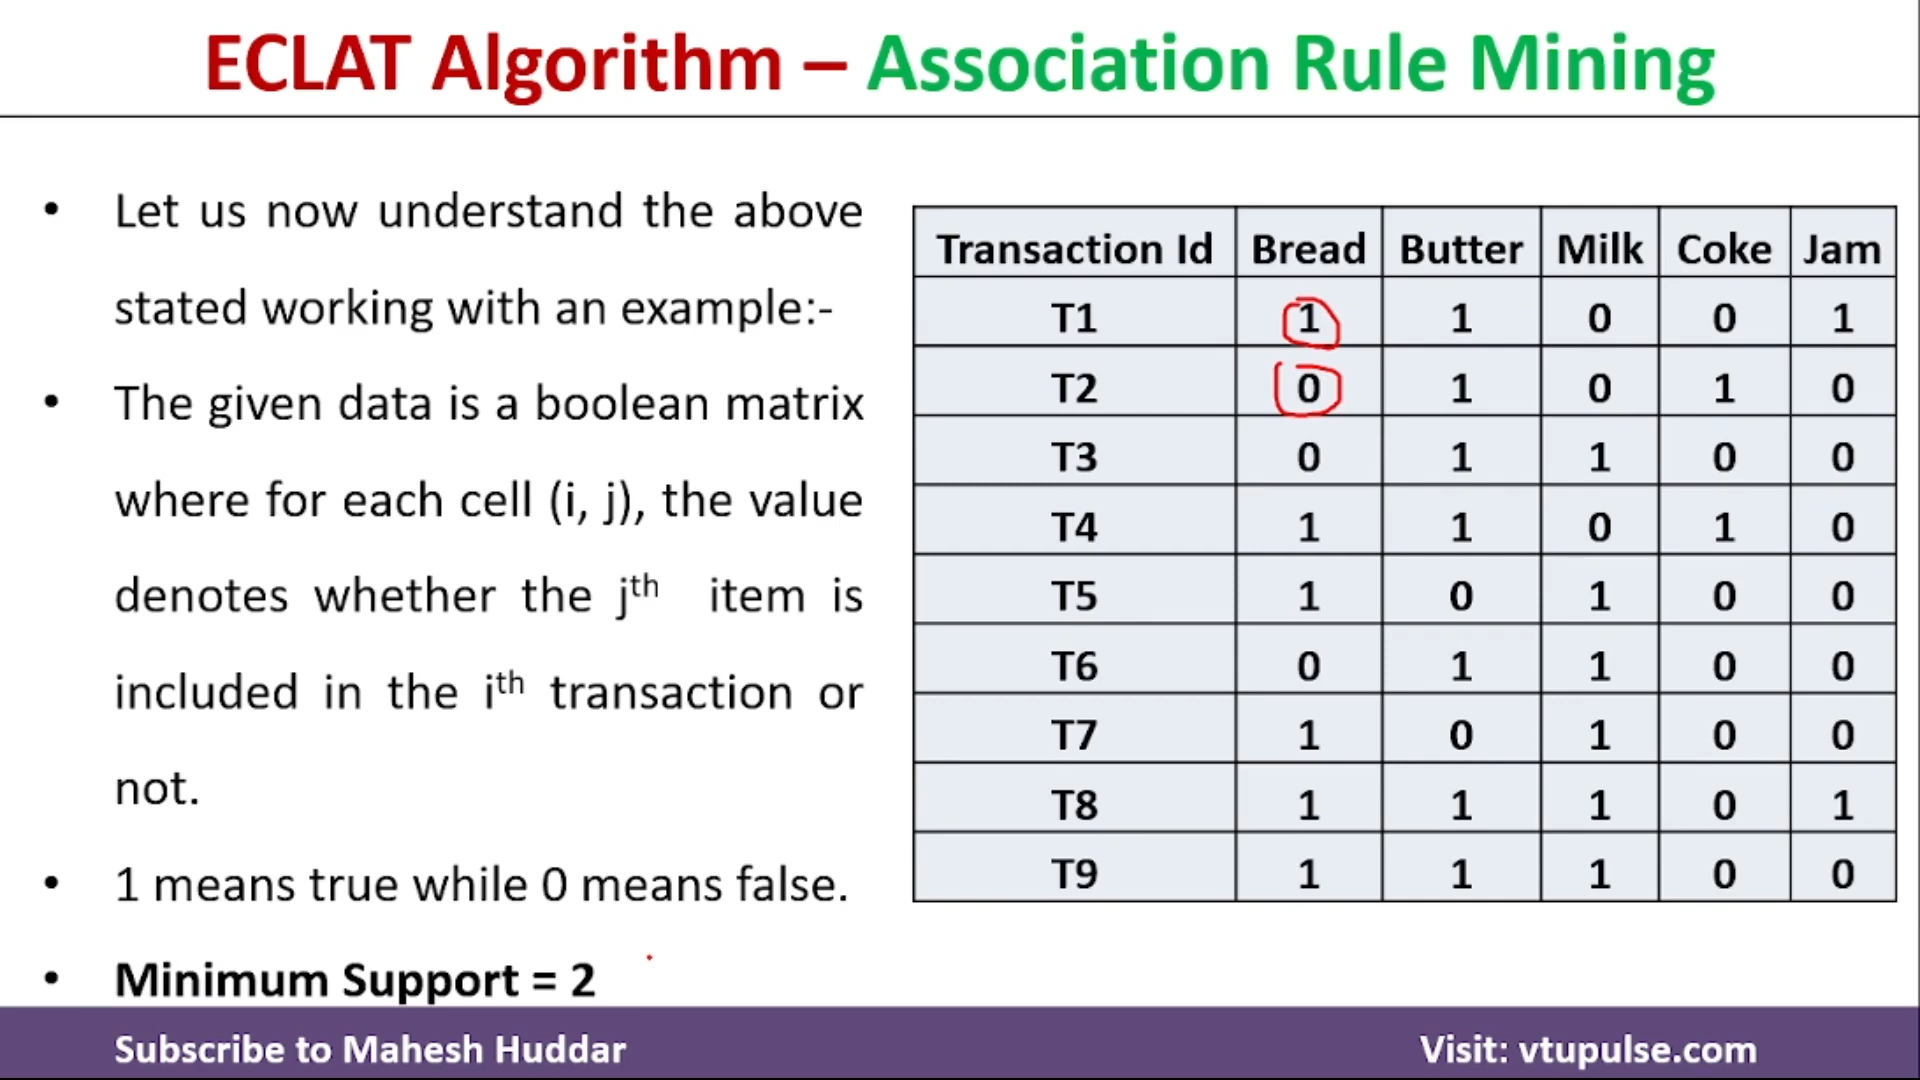 ECLAT Algorithm – Association Rule Mining
• Let us now understand the above
stated working with an example:-
• The given data is a boolean matrix
where for each cell (i, j), the value
denotes whether the jth item is
included in the ith transaction or
not.
• 1 means true while 0 means false.
• Minimum Support = 2
Transaction Id Bread Butter Milk Coke Jam
T1 1 1 0 0 1
T2 0 1 0 1 0
T3 0 1 1 0 0
T4 1 1 0 1 0
T5 1 0 1 0 0
T6 0 1 1 0 0
T7 1 0 1 0 0
T8 1 1 1 0 1
T9 1 1 1 0 0
Subscribe to Mahesh Huddar
Visit: vtupulse.com